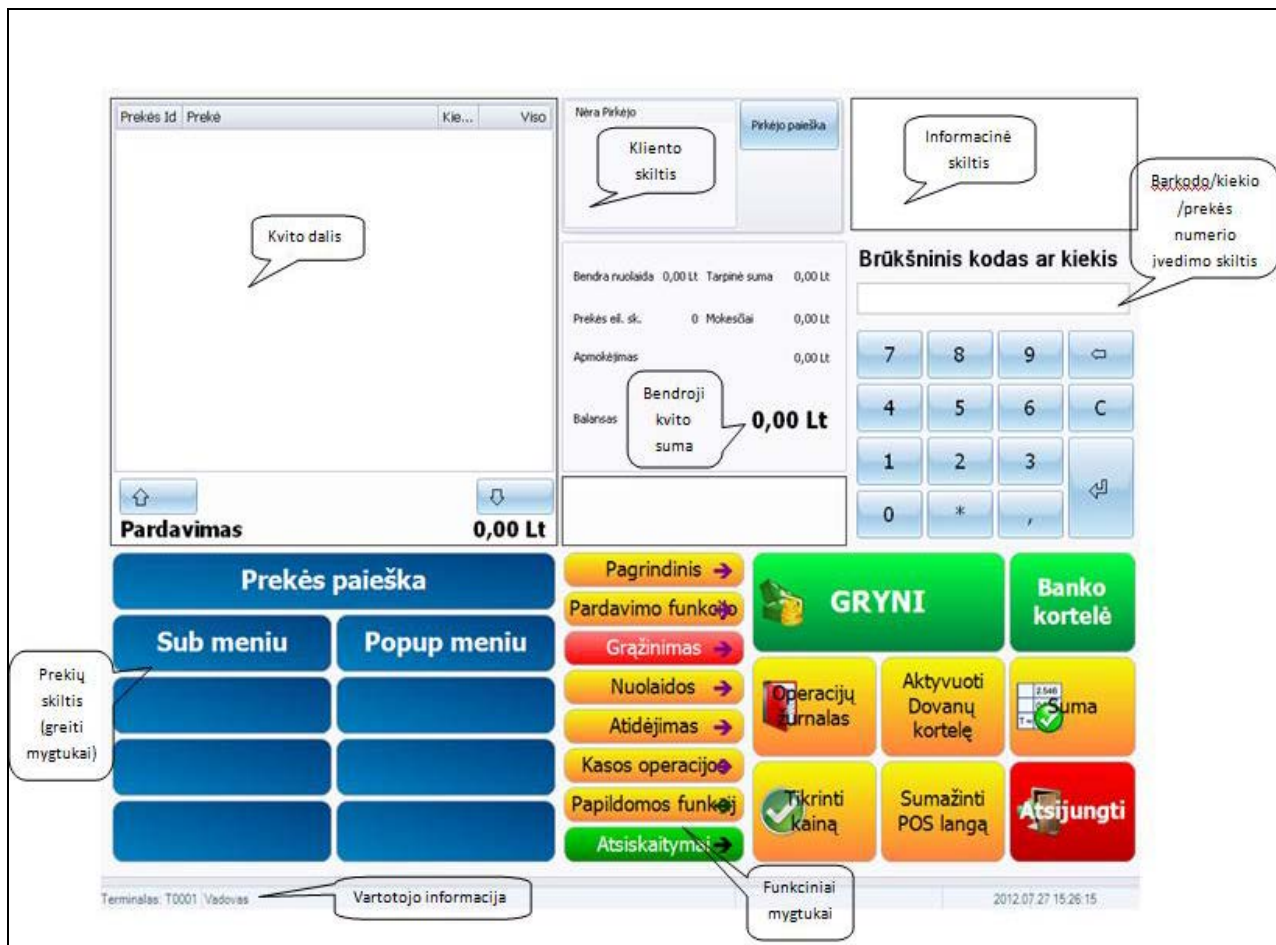 Prekės Id Prekė Kie... Viso
Kvito dalis
Pardavimas 0,00 Lt
Nėra Pirkėjo
Pirkėjo paieška
Kliento
skiltis
Informacinė
skiltis
Barkodo/kiekio
/prekės
numerio
įvedimo skiltis
Bendra nuolaida 0,00 Lt Tarpinė suma 0,00 Lt
Prekės eil. sk. 0 Mokesčiai 0,00 Lt
Apmokėjimas 0,00 Lt
Balansas 0,00 Lt
Bendroji
kvito
suma
Brūkšninis kodas ar kiekis
7 8 9
4 5 6 C
1 2 3
0 * ,
Prekės paieška
Sub meniu Popup meniu
Prekių
skiltis
(greiti
mygtukai)
Pagrindinis
Pardavimo funkcijo
Grąžinimas
Nuolaidos
Atidėjimas
Kasos operacijos
Papildomos funkcij
Atsiskaitymai
GRYNI
Banko
kortelė
Operacijų
žurnalas
Aktyvuoti
Dovanų
kortelę
Suma
Tikrinti
kainą
Sumažinti
POS langą
Atsijungti
Terminalas: T0001 Vadovas
Vartotojo informacija
Funkciniai
mygtukai
2012.07.27 15:26:15